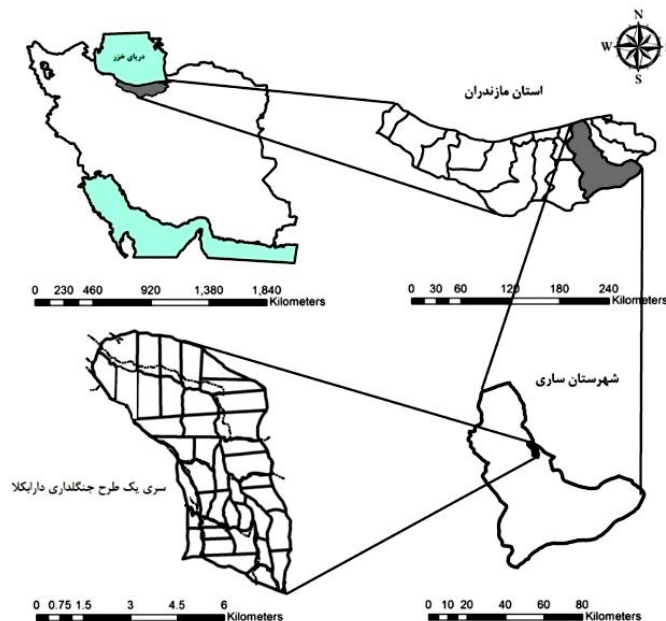 N
W E
S
دریای خزر
استان مازندران
0 230 460 920 1,380 1,840
Kilometers
0 30 60 120 180 240
Kilometers
شهرستان ساری
سری یک طرح جنگلداری دارابکلا
0 0.75 1.5 3 4.5 6
Kilometers
0 10 20 40 60 80
Kilometers